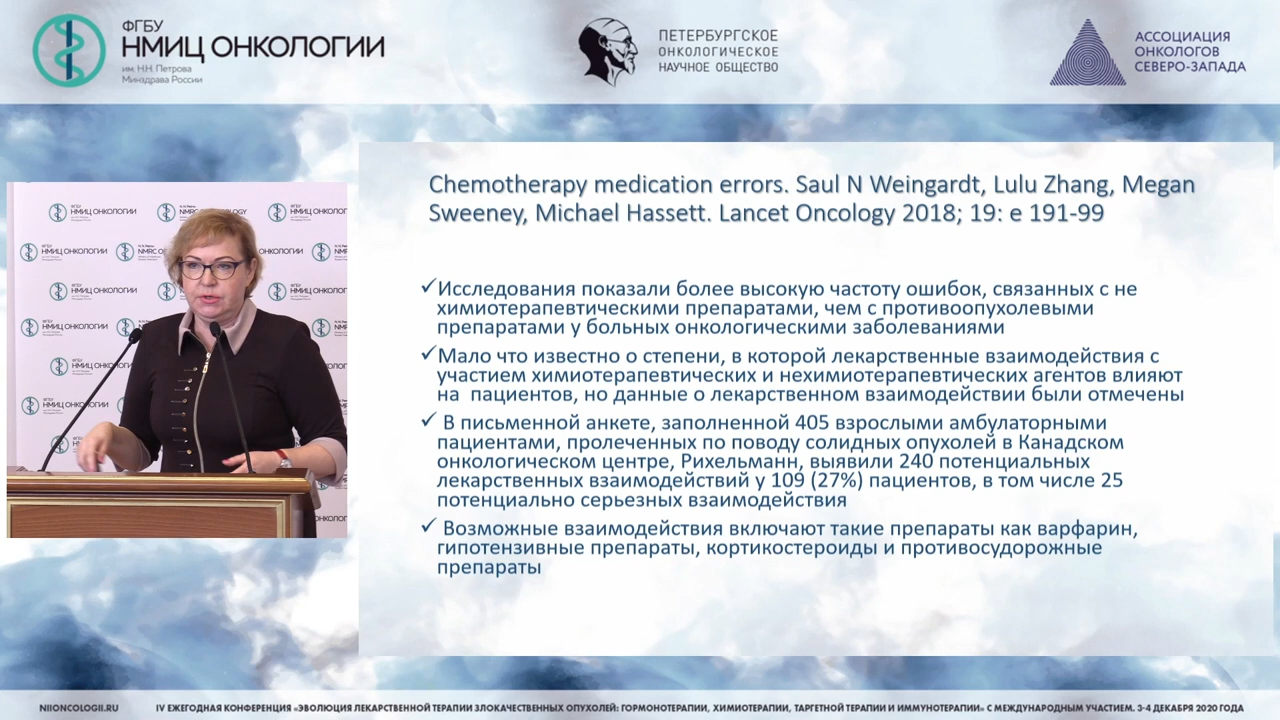 ФГБУ
НМИЦ ОНКОЛОГИИ
им. Н.Н. Петрова
Минздрава России
ПЕТЕРБУРГСКОЕ
ОНКОЛОГИЧЕСКОЕ
НАУЧНОЕ ОБЩЕСТВО
АССОЦИАЦИЯ
ОНКОЛОГОВ
СЕВЕРО-ЗАПАДА
Chemotherapy medication errors. Saul N Weingardt, Lulu Zhang, Megan
Sweeney, Michael Hassett. Lancet Oncology 2018; 19: e 191-99
✓Исследования показали более высокую частоту ошибок, связанных с не
химиотерапевтическими препаратами, чем с противоопухолевыми
препаратами у больных онкологическими заболеваниями
✓Мало что известно о степени, в которой лекарственные взаимодействия с
участием химиотерапевтических и нехимиотерапевтических агентов влияют
на пациентов, но данные о лекарственном взаимодействии были отмечены
✓ В письменной анкете, заполненной 405 взрослыми амбулаторными
пациентами, пролеченных по поводу солидных опухолей в Канадском
онкологическом центре, Рихельманн, выявили 240 потенциальных
лекарственных взаимодействий у 109 (27%) пациентов, в том числе 25
потенциально серьезных взаимодействия
✓ Возможные взаимодействия включают такие препараты как варфарин,
гипотензивные препараты, кортикостероиды и противосудорожные
препараты
NIIONCOLOGII.RU
IV ЕЖЕГОДНАЯ КОНФЕРЕНЦИЯ «ЭВОЛЮЦИЯ ЛЕКАРСТВЕННОЙ ТЕРАПИИ ЗЛОКАЧЕСТВЕННЫХ ОПУХОЛЕЙ: ГОРМОНОТЕРАПИИ, ХИМИОТЕРАПИИ, ТАРГЕТНОЙ ТЕРАПИИ И ИММУНОТЕРАПИИ» С МЕЖДУНАРОДНЫМ УЧАСТИЕМ. 3-4 ДЕКАБРЯ 2020 ГОДА